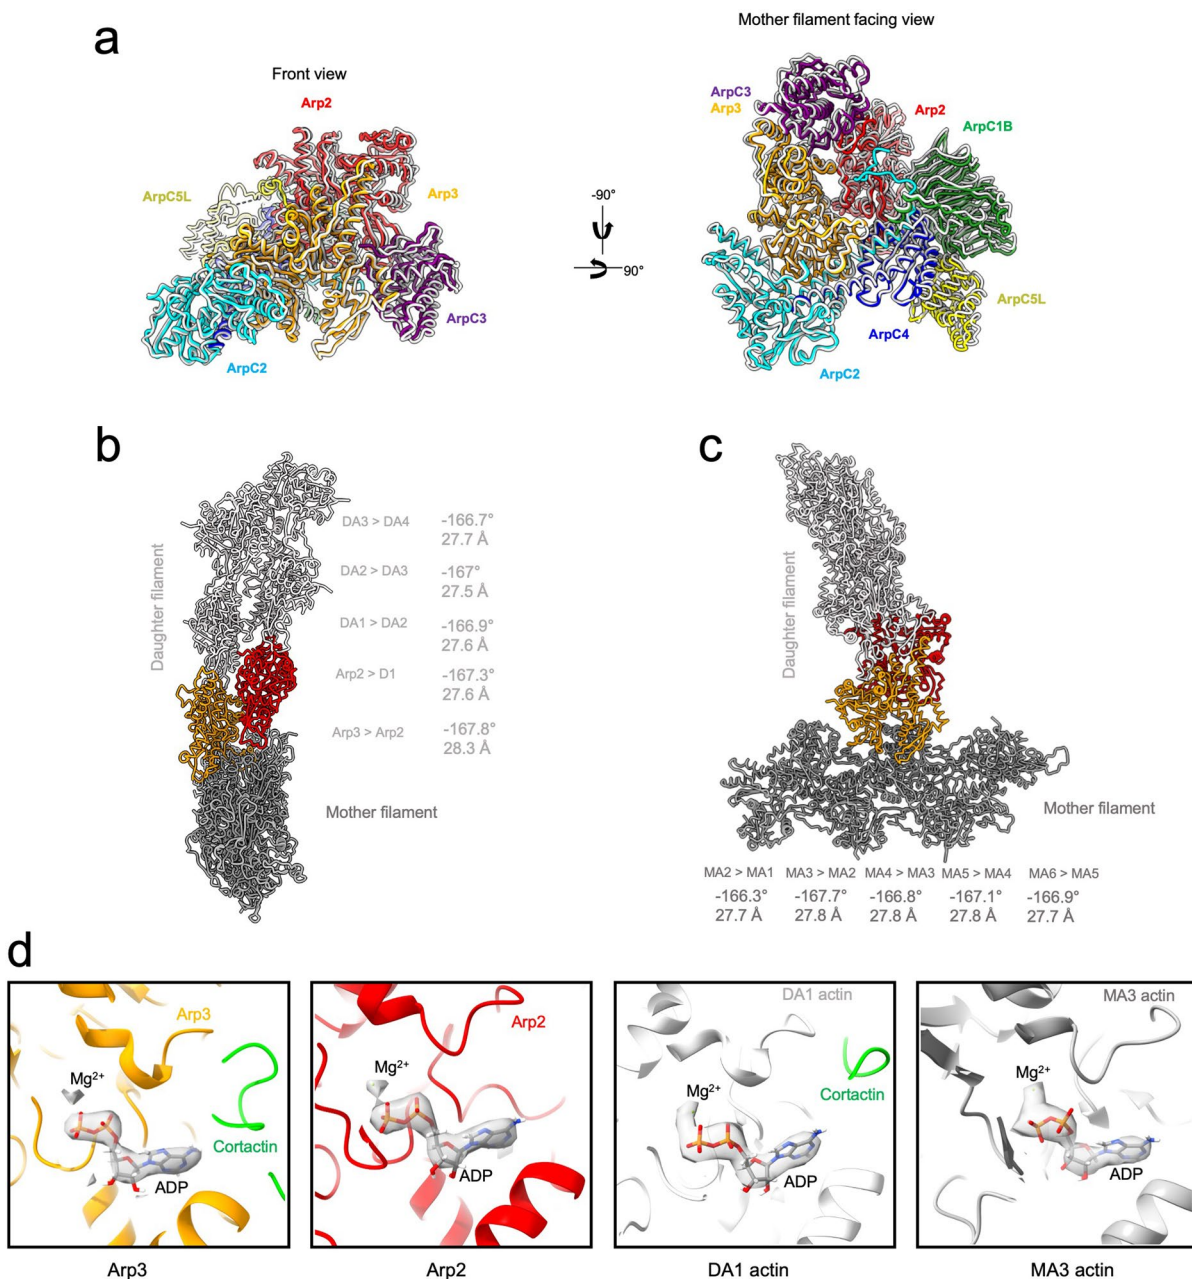 a
Front view
Arp2
ArpC5L
Arp3
ArpC3
ArpC2
-90°
90°
Mother filament facing view
ArpC3
Arp3
Arp2
ArpC1B
ArpC5L
ArpC4
ArpC2
b
Daughter filament
DA3 > DA4
-166.7°
27.7 Å
DA2 > DA3
-167°
27.5 Å
DA1 > DA2
-166.9°
27.6 Å
Arp2 > D1
-167.3°
27.6 Å
Arp3 > Arp2
-167.8°
28.3 Å
Mother filament
c
Daughter filament
Mother filament
MA2 > MA1 MA3 > MA2 MA4 > MA3 MA5 > MA4 MA6 > MA5
-166.3° -167.7° -166.8° -167.1° -166.9°
27.7 Å 27.8 Å 27.8 Å 27.8 Å 27.7 Å
d
Arp3
Mg²⁺
Cortactin
ADP
Arp3
Arp2
Mg²⁺
ADP
Arp2
DA1 actin
Mg²⁺
Cortactin
ADP
DA1 actin
MA3 actin
Mg²⁺
ADP
MA3 actin